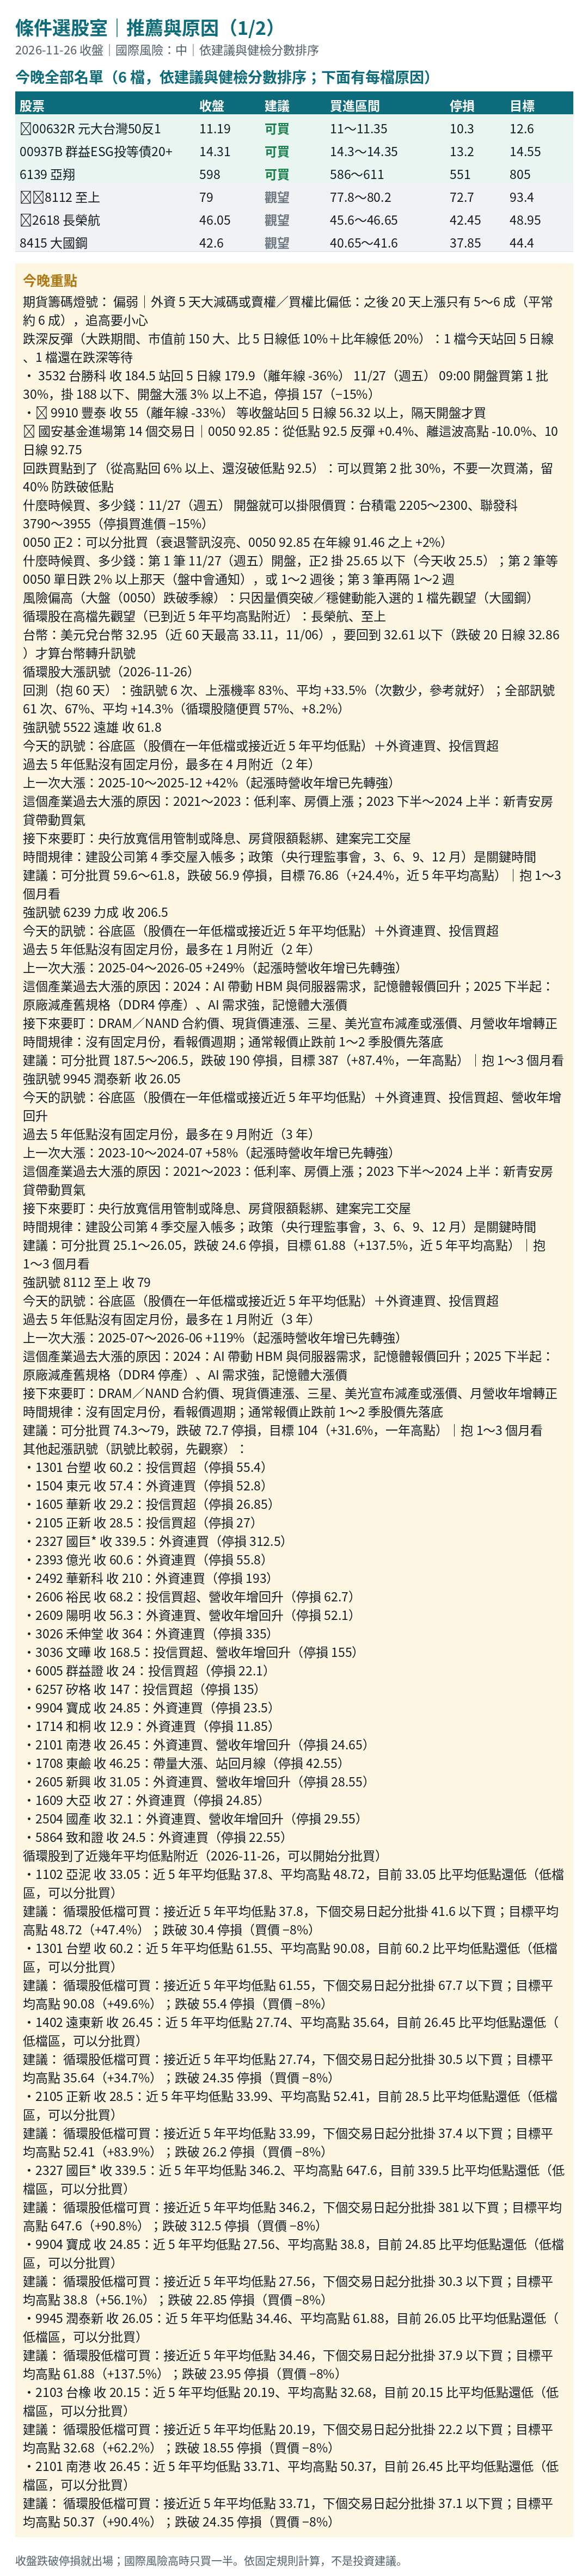 條件選股室｜推薦與原因（1/2）
2026-11-26 收盤｜國際風險：中｜依建議與健檢分數排序
今晚全部名單（6 檔，依建議與健檢分數排序；下面有每檔原因）
股票 收盤 建議 買進區間 停損 目標
00632R 元大台灣50反1 11.19 可買 11～11.35 10.3 12.6
00937B 群益ESG投等債20+ 14.31 可買 14.3～14.35 13.2 14.55
6139 亞翔 598 可買 586～611 551 805
8112 至上 79 觀望 77.8～80.2 72.7 93.4
2618 長榮航 46.05 觀望 45.6～46.65 42.45 48.95
8415 大國鋼 42.6 觀望 40.65～41.6 37.85 44.4
今晚重點
期貨籌碼燈號： 偏弱｜外資 5 天大減碼或賣權／買權比偏低：之後 20 天上漲只有 5～6 成（平常
約 6 成），追高要小心
跌深反彈（大跌期間、市值前 150 大、比 5 日線低 10%＋比年線低 20%）：1 檔今天站回 5 日線
、1 檔還在跌深等待
・ 3532 台勝科 收 184.5 站回 5 日線 179.9（離年線 -36%） 11/27（週五） 09:00 開盤買第 1 批
30%，掛 188 以下、開盤大漲 3% 以上不追，停損 157（−15%）
・ 9910 豐泰 收 55（離年線 -33%） 等收盤站回 5 日線 56.32 以上，隔天開盤才買
國安基金進場第 14 個交易日｜0050 92.85：從低點 92.5 反彈 +0.4%、離這波高點 -10.0%、10
日線 92.75
回跌買點到了（從高點回 6% 以上、還沒破低點 92.5）：可以買第 2 批 30%，不要一次買滿，留
40% 防跌破低點
什麼時候買、多少錢：11/27（週五） 開盤就可以掛限價買：台積電 2205～2300、聯發科
3790～3955（停損買進價 −15%）
0050 正2：可以分批買（衰退警訊沒亮、0050 92.85 在年線 91.46 之上 +2%）
什麼時候買、多少錢：第 1 筆 11/27（週五）開盤，正2 掛 25.65 以下（今天收 25.5）；第 2 筆等
0050 單日跌 2% 以上那天（盤中會通知），或 1～2 週後；第 3 筆再隔 1～2 週
風險偏高（大盤（0050）跌破季線）：只因量價突破／穩健動能入選的 1 檔先觀望（大國鋼）
循環股在高檔先觀望（已到近 5 年平均高點附近）：長榮航、至上
台幣：美元兌台幣 32.95（近 60 天最高 33.11，11/06），要回到 32.61 以下（跌破 20 日線 32.86
）才算台幣轉升訊號
循環股大漲訊號（2026-11-26）
回測（抱 60 天）：強訊號 6 次、上漲機率 83%、平均 +33.5%（次數少，參考就好）；全部訊號
61 次、67%、平均 +14.3%（循環股隨便買 57%、+8.2%）
強訊號 5522 遠雄 收 61.8
今天的訊號：谷底區（股價在一年低檔或接近近 5 年平均低點）＋外資連買、投信買超
過去 5 年低點沒有固定月份，最多在 4 月附近（2 年）
上一次大漲：2025-10～2025-12 +42%（起漲時營收年增已先轉強）
這個產業過去大漲的原因：2021～2023：低利率、房價上漲；2023 下半～2024 上半：新青安房
貸帶動買氣
接下來要盯：央行放寬信用管制或降息、房貸限額鬆綁、建案完工交屋
時間規律：建設公司第 4 季交屋入帳多；政策（央行理監事會，3、6、9、12 月）是關鍵時間
建議：可分批買 59.6～61.8，跌破 56.9 停損，目標 76.86（+24.4%，近 5 年平均高點）｜抱 1～3
個月看
強訊號 6239 力成 收 206.5
今天的訊號：谷底區（股價在一年低檔或接近近 5 年平均低點）＋外資連買、投信買超
過去 5 年低點沒有固定月份，最多在 1 月附近（2 年）
上一次大漲：2025-04～2026-05 +249%（起漲時營收年增已先轉強）
這個產業過去大漲的原因：2024：AI 帶動 HBM 與伺服器需求，記憶體報價回升；2025 下半起：
原廠減產舊規格（DDR4 停產）、AI 需求強，記憶體大漲價
接下來要盯：DRAM／NAND 合約價、現貨價連漲、三星、美光宣布減產或漲價、月營收年增轉正
時間規律：沒有固定月份，看報價週期；通常報價止跌前 1～2 季股價先落底
建議：可分批買 187.5～206.5，跌破 190 停損，目標 387（+87.4%，一年高點）｜抱 1～3 個月看
強訊號 9945 潤泰新 收 26.05
今天的訊號：谷底區（股價在一年低檔或接近近 5 年平均低點）＋外資連買、投信買超、營收年增
回升
過去 5 年低點沒有固定月份，最多在 9 月附近（3 年）
上一次大漲：2023-10～2024-07 +58%（起漲時營收年增已先轉強）
這個產業過去大漲的原因：2021～2023：低利率、房價上漲；2023 下半～2024 上半：新青安房
貸帶動買氣
接下來要盯：央行放寬信用管制或降息、房貸限額鬆綁、建案完工交屋
時間規律：建設公司第 4 季交屋入帳多；政策（央行理監事會，3、6、9、12 月）是關鍵時間
建議：可分批買 25.1～26.05，跌破 24.6 停損，目標 61.88（+137.5%，近 5 年平均高點）｜抱
1～3 個月看
強訊號 8112 至上 收 79
今天的訊號：谷底區（股價在一年低檔或接近近 5 年平均低點）＋外資連買、投信買超
過去 5 年低點沒有固定月份，最多在 1 月附近（3 年）
上一次大漲：2025-07～2026-06 +119%（起漲時營收年增已先轉強）
這個產業過去大漲的原因：2024：AI 帶動 HBM 與伺服器需求，記憶體報價回升；2025 下半起：
原廠減產舊規格（DDR4 停產）、AI 需求強，記憶體大漲價
接下來要盯：DRAM／NAND 合約價、現貨價連漲、三星、美光宣布減產或漲價、月營收年增轉正
時間規律：沒有固定月份，看報價週期；通常報價止跌前 1～2 季股價先落底
建議：可分批買 74.3～79，跌破 72.7 停損，目標 104（+31.6%，一年高點）｜抱 1～3 個月看
其他起漲訊號（訊號比較弱，先觀察）：
・1301 台塑 收 60.2：投信買超（停損 55.4）
・1504 東元 收 57.4：外資連買（停損 52.8）
・1605 華新 收 29.2：投信買超（停損 26.85）
・2105 正新 收 28.5：投信買超（停損 27）
・2327 國巨* 收 339.5：外資連買（停損 312.5）
・2393 億光 收 60.6：外資連買（停損 55.8）
・2492 華新科 收 210：外資連買（停損 193）
・2606 裕民 收 68.2：投信買超、營收年增回升（停損 62.7）
・2609 陽明 收 56.3：外資連買、營收年增回升（停損 52.1）
・3026 禾伸堂 收 364：外資連買（停損 335）
・3036 文曄 收 168.5：投信買超、營收年增回升（停損 155）
・6005 群益證 收 24：投信買超（停損 22.1）
・6257 矽格 收 147：投信買超（停損 135）
・9904 寶成 收 24.85：外資連買（停損 23.5）
・1714 和桐 收 12.9：外資連買（停損 11.85）
・2101 南港 收 26.45：外資連買、營收年增回升（停損 24.65）
・1708 東鹼 收 46.25：帶量大漲、站回月線（停損 42.55）
・2605 新興 收 31.05：外資連買、營收年增回升（停損 28.55）
・1609 大亞 收 27：外資連買（停損 24.85）
・2504 國產 收 32.1：外資連買、營收年增回升（停損 29.55）
・5864 致和證 收 24.5：外資連買（停損 22.55）
循環股到了近幾年平均低點附近（2026-11-26，可以開始分批買）
・1102 亞泥 收 33.05：近 5 年平均低點 37.8、平均高點 48.72，目前 33.05 比平均低點還低（低檔
區，可以分批買）
建議： 循環股低檔可買：接近近 5 年平均低點 37.8，下個交易日起分批掛 41.6 以下買；目標平均
高點 48.72（+47.4%）；跌破 30.4 停損（買價 −8%）
・1301 台塑 收 60.2：近 5 年平均低點 61.55、平均高點 90.08，目前 60.2 比平均低點還低（低檔
區，可以分批買）
建議： 循環股低檔可買：接近近 5 年平均低點 61.55，下個交易日起分批掛 67.7 以下買；目標平
均高點 90.08（+49.6%）；跌破 55.4 停損（買價 −8%）
・1402 遠東新 收 26.45：近 5 年平均低點 27.74、平均高點 35.64，目前 26.45 比平均低點還低（
低檔區，可以分批買）
建議： 循環股低檔可買：接近近 5 年平均低點 27.74，下個交易日起分批掛 30.5 以下買；目標平
均高點 35.64（+34.7%）；跌破 24.35 停損（買價 −8%）
・2105 正新 收 28.5：近 5 年平均低點 33.99、平均高點 52.41，目前 28.5 比平均低點還低（低檔
區，可以分批買）
建議： 循環股低檔可買：接近近 5 年平均低點 33.99，下個交易日起分批掛 37.4 以下買；目標平
均高點 52.41（+83.9%）；跌破 26.2 停損（買價 −8%）
・2327 國巨* 收 339.5：近 5 年平均低點 346.2、平均高點 647.6，目前 339.5 比平均低點還低（低
檔區，可以分批買）
建議： 循環股低檔可買：接近近 5 年平均低點 346.2，下個交易日起分批掛 381 以下買；目標平均
高點 647.6（+90.8%）；跌破 312.5 停損（買價 −8%）
・9904 寶成 收 24.85：近 5 年平均低點 27.56、平均高點 38.8，目前 24.85 比平均低點還低（低檔
區，可以分批買）
建議： 循環股低檔可買：接近近 5 年平均低點 27.56，下個交易日起分批掛 30.3 以下買；目標平
均高點 38.8（+56.1%）；跌破 22.85 停損（買價 −8%）
・9945 潤泰新 收 26.05：近 5 年平均低點 34.46、平均高點 61.88，目前 26.05 比平均低點還低（
低檔區，可以分批買）
建議： 循環股低檔可買：接近近 5 年平均低點 34.46，下個交易日起分批掛 37.9 以下買；目標平
均高點 61.88（+137.5%）；跌破 23.95 停損（買價 −8%）
・2103 台橡 收 20.15：近 5 年平均低點 20.19、平均高點 32.68，目前 20.15 比平均低點還低（低
檔區，可以分批買）
建議： 循環股低檔可買：接近近 5 年平均低點 20.19，下個交易日起分批掛 22.2 以下買；目標平
均高點 32.68（+62.2%）；跌破 18.55 停損（買價 −8%）
・2101 南港 收 26.45：近 5 年平均低點 33.71、平均高點 50.37，目前 26.45 比平均低點還低（低
檔區，可以分批買）
建議： 循環股低檔可買：接近近 5 年平均低點 33.71，下個交易日起分批掛 37.1 以下買；目標平
均高點 50.37（+90.4%）；跌破 24.35 停損（買價 −8%）
收盤跌破停損就出場；國際風險高時只買一半。依固定規則計算，不是投資建議。